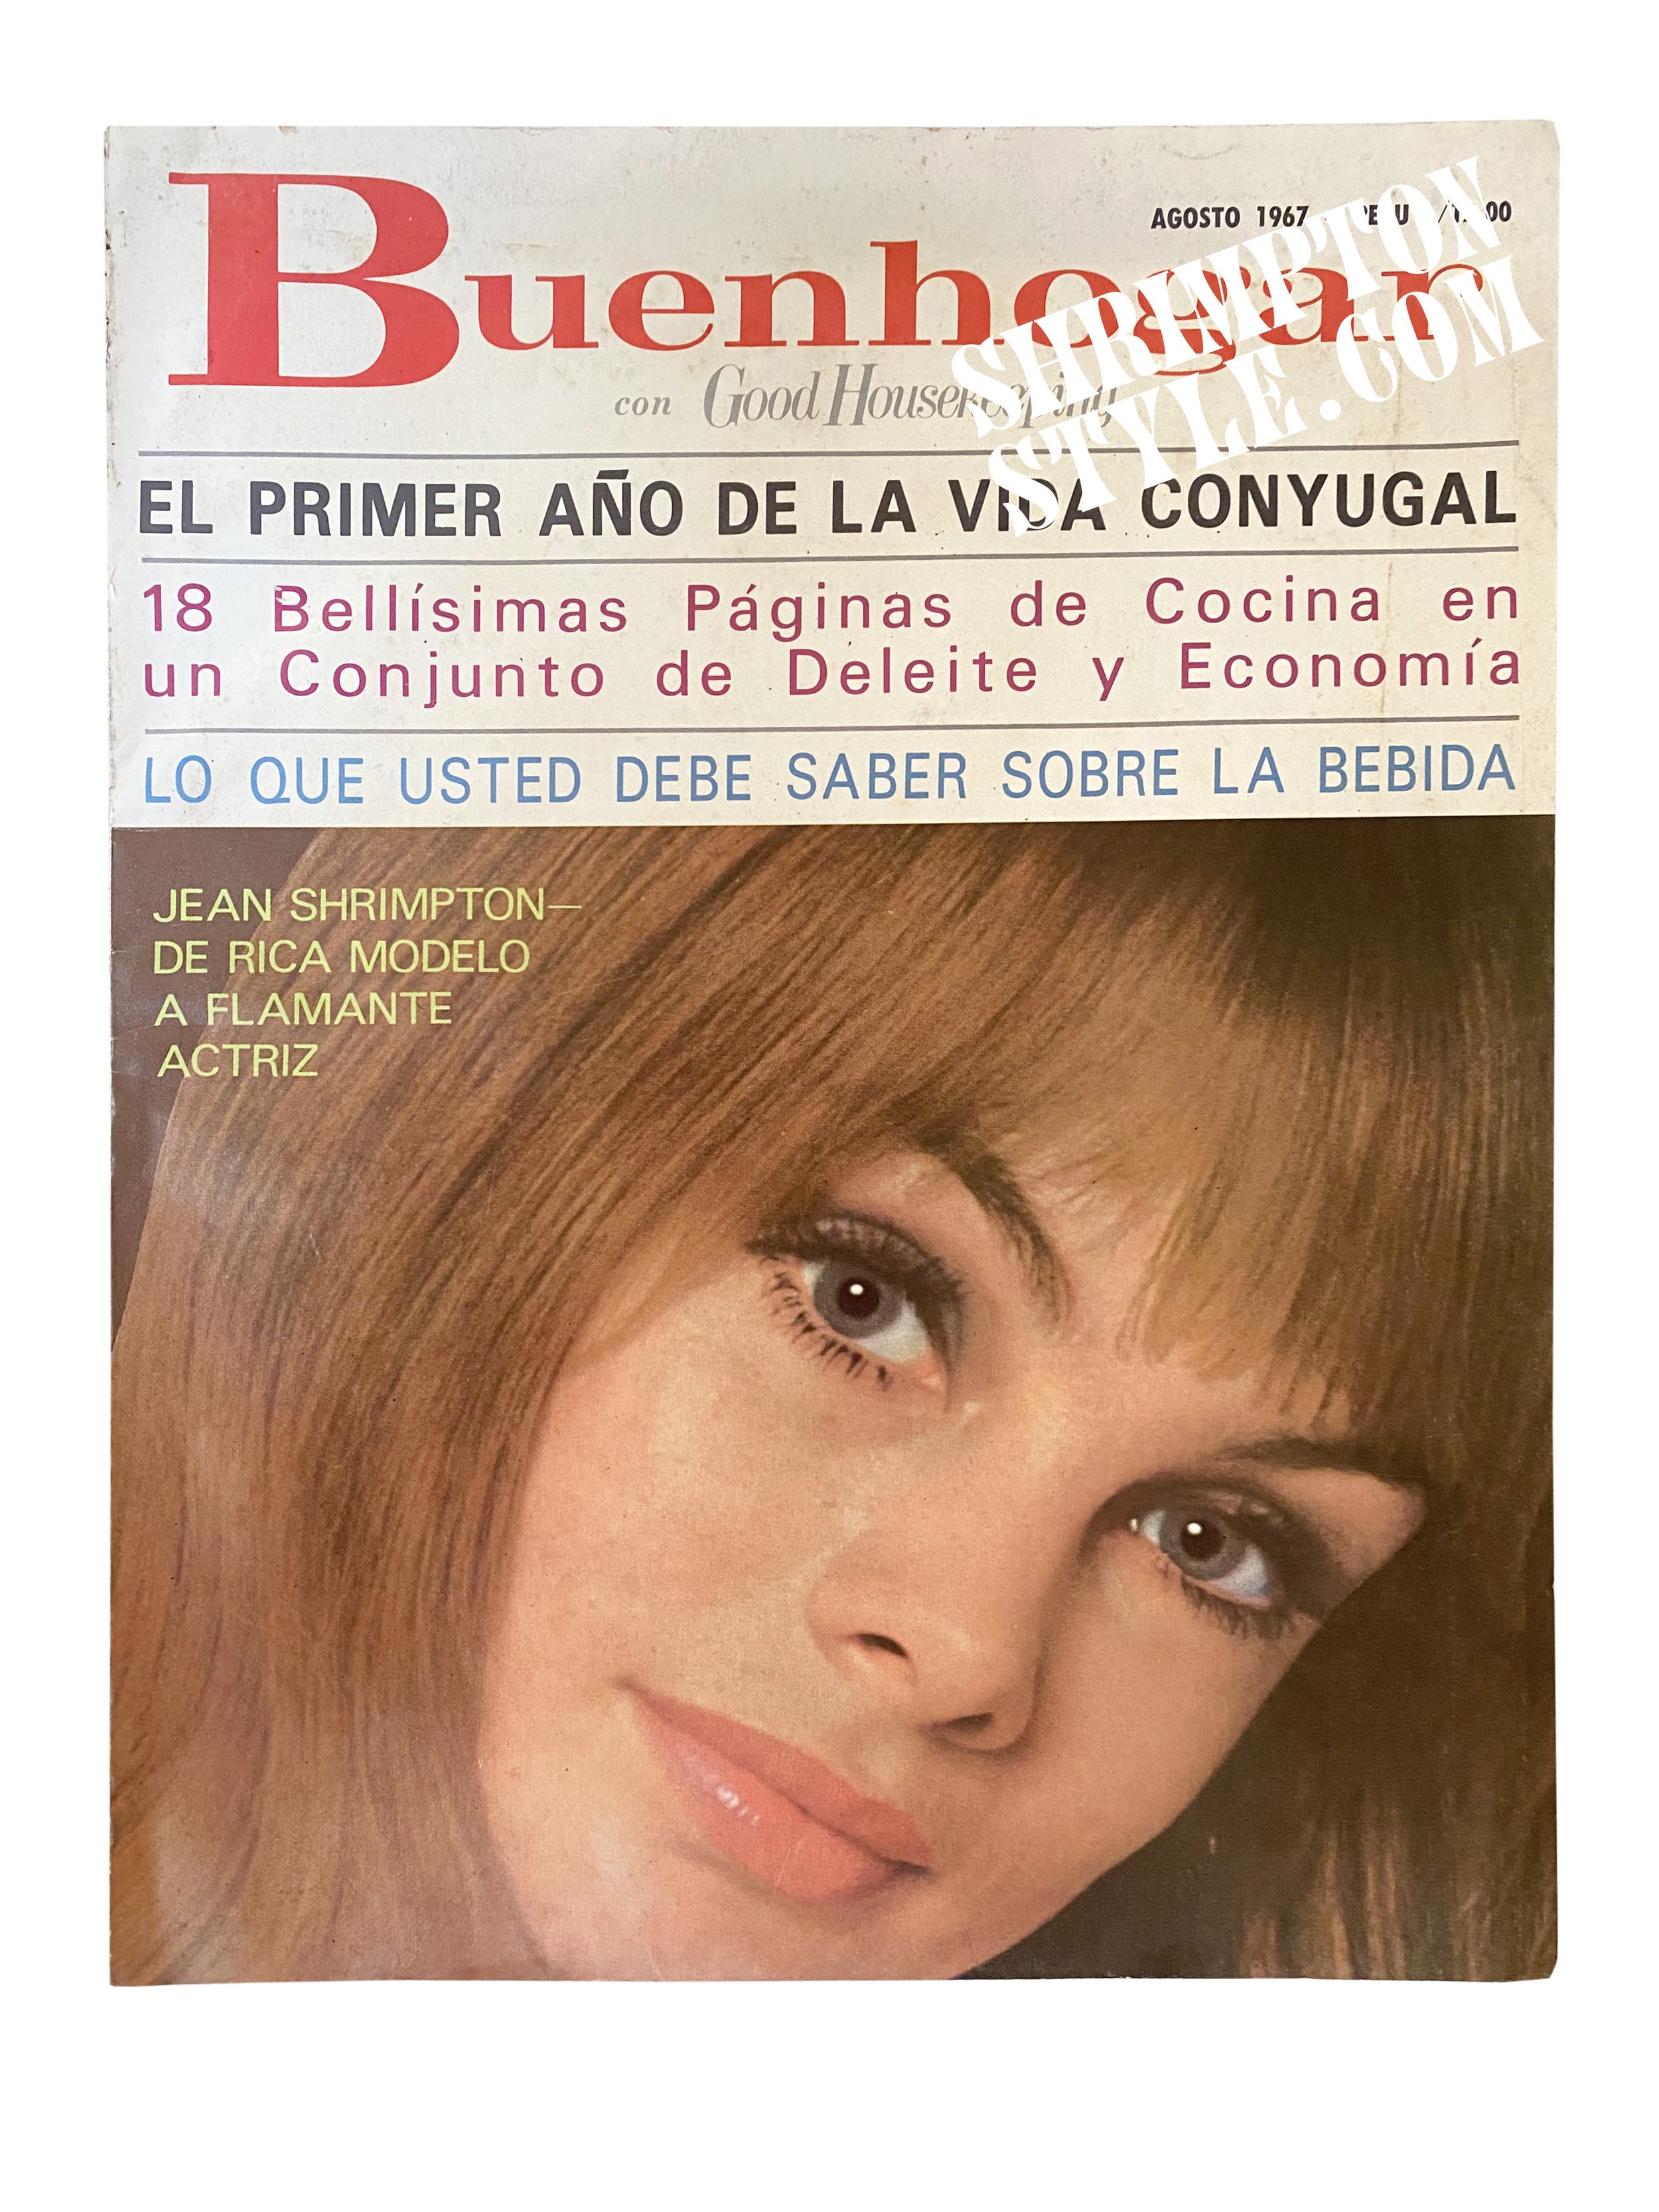 AGOSTO 1967
Buenhogar
con Good Housekeeping
EL PRIMER AÑO DE LA VIDA CONYUGAL
18 Bellísimas Páginas de Cocina en
un Conjunto de Deleite y Economía
LO QUE USTED DEBE SABER SOBRE LA BEBIDA
JEAN SHRIMPTON—
DE RICA MODELO
A FLAMANTE
ACTRIZ
SHRIMPTON
STYLE.COM